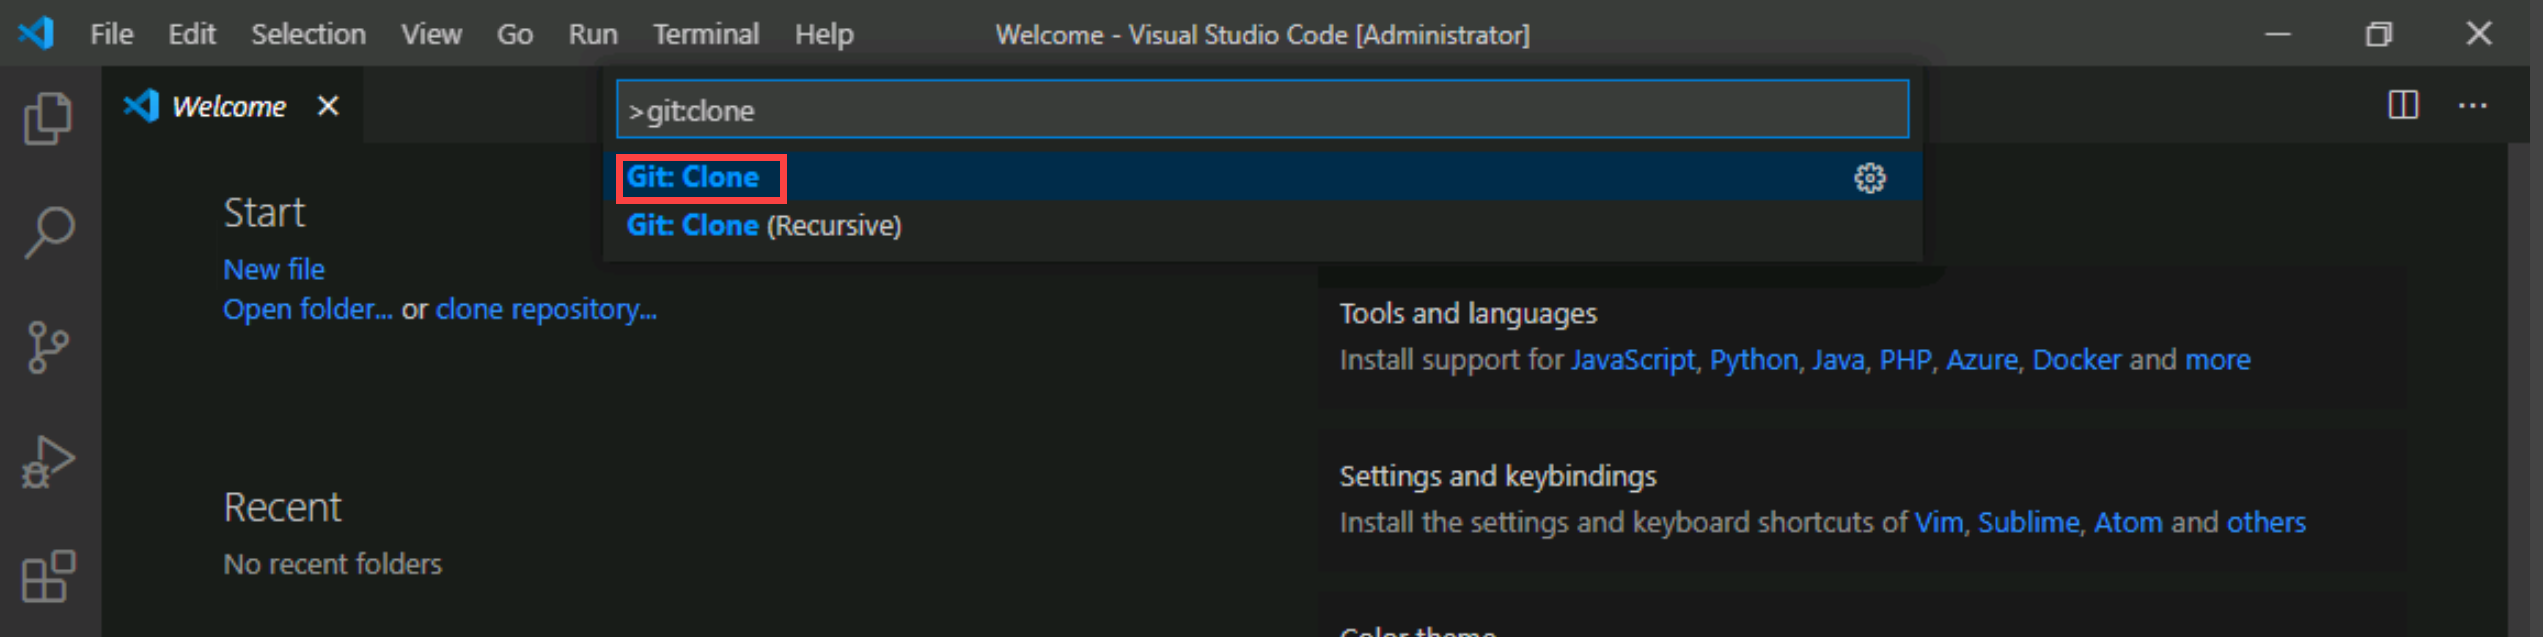 File Edit Selection View Go Run Terminal Help Welcome - Visual Studio Code [Administrator]
Welcome
>git:clone
Git: Clone
Git: Clone (Recursive)
Start
New file
Open folder... or clone repository...
Recent
No recent folders
Tools and languages
Install support for JavaScript, Python, Java, PHP, Azure, Docker and more
Settings and keybindings
Install the settings and keyboard shortcuts of Vim, Sublime, Atom and others
Color theme